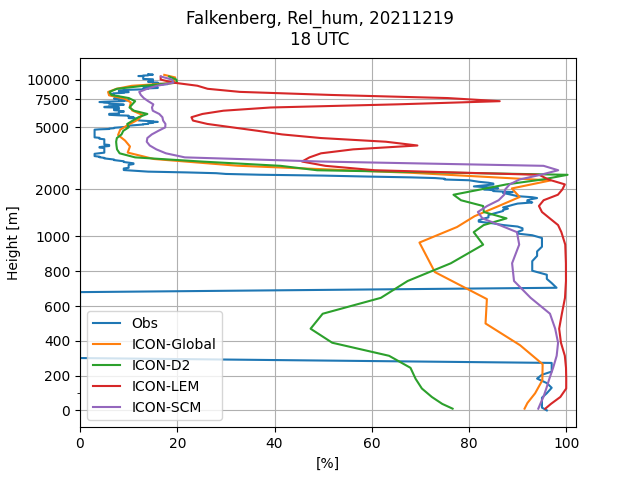 Falkenberg, Rel_hum, 20211219
18 UTC
Height [m]
10000
7500
5000
2000
1000
800
600
400
200
0
Obs
ICON-Global
ICON-D2
ICON-LEM
ICON-SCM
0 20 40 60 80 100
[%]